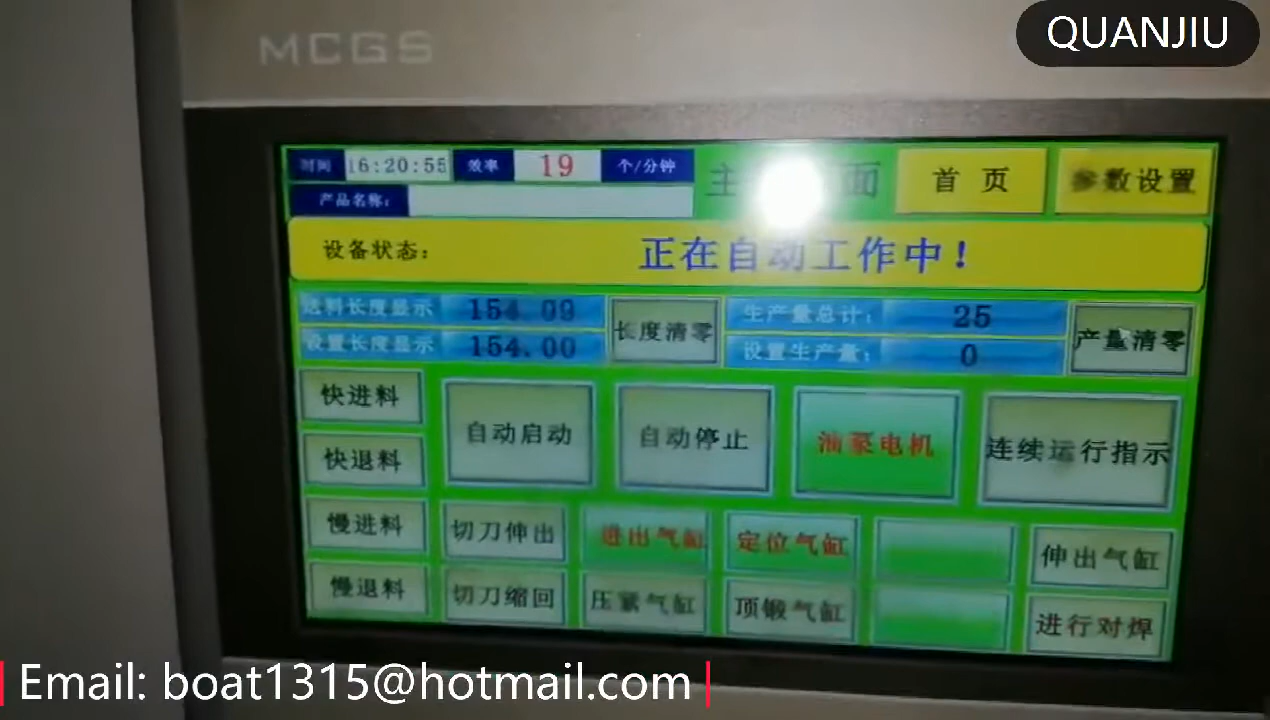 QUANJIU
MCGS
时间 16:20:55 效率 19 个/分钟
主 面 首 页 参数设置
产品名称:
设备状态: 正在自动工作中!
送料长度显示 154.09 长度清零 生产量总计: 25 产量清零
设置长度显示 154.00 设置生产量: 0
快进料 自动启动 自动停止 油泵电机 连续运行指示
快退料
慢进料 切刀伸出 进出气缸 定位气缸 伸出气缸
慢退料 切刀缩回 压紧气缸 顶锻气缸 进行对焊
Email: boat1315@hotmail.com